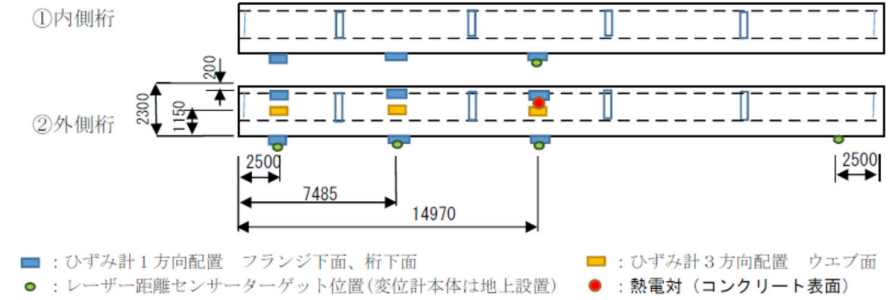 ①内側桁
200
2300
1150
②外側桁
2500
2500
7485
14970
：ひずみ計１方向配置　フランジ下面、桁下面
：ひずみ計３方向配置　ウエブ面
：レーザー距離センサーターゲット位置(変位計本体は地上設置)
：熱電対（コンクリート表面）